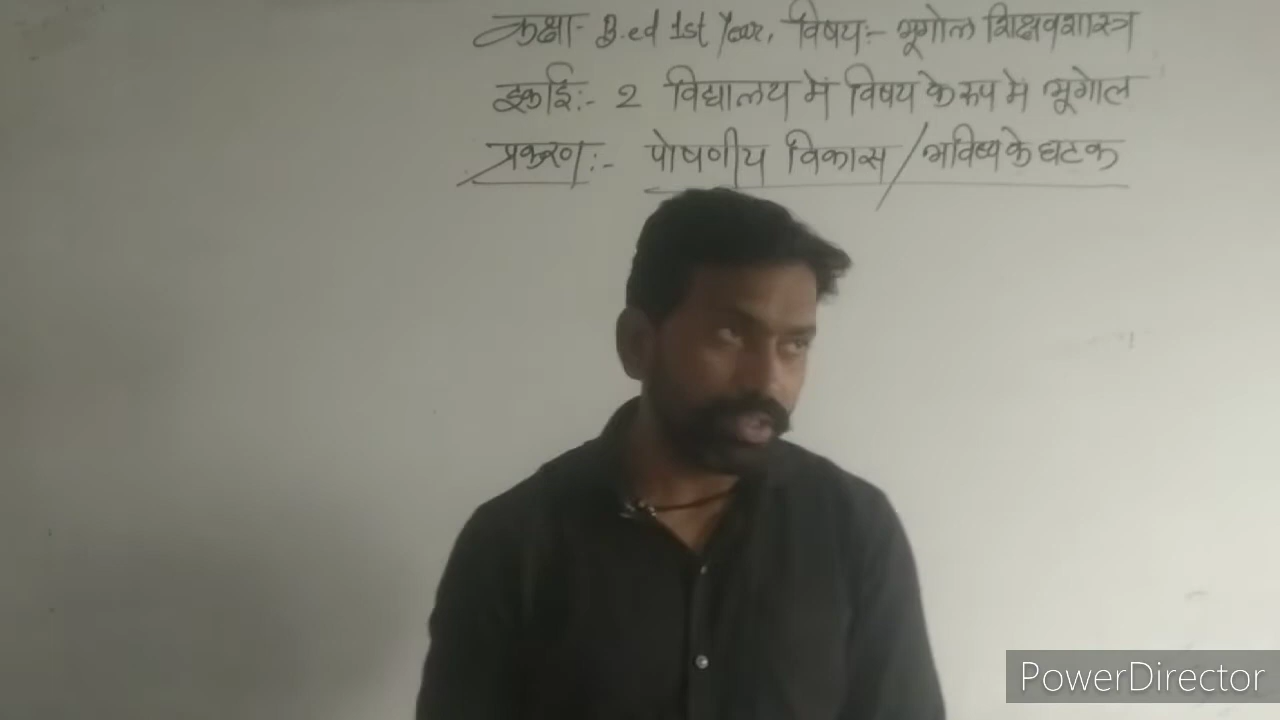 कक्षा- B.ed 1st Year, विषय:- भूगोल शिक्षणशास्त्र
इकाई:- 2 विद्यालय में विषय के रूप में भूगोल
प्रकरण:- पोषणीय विकास / भविष्य के घटक
PowerDirector